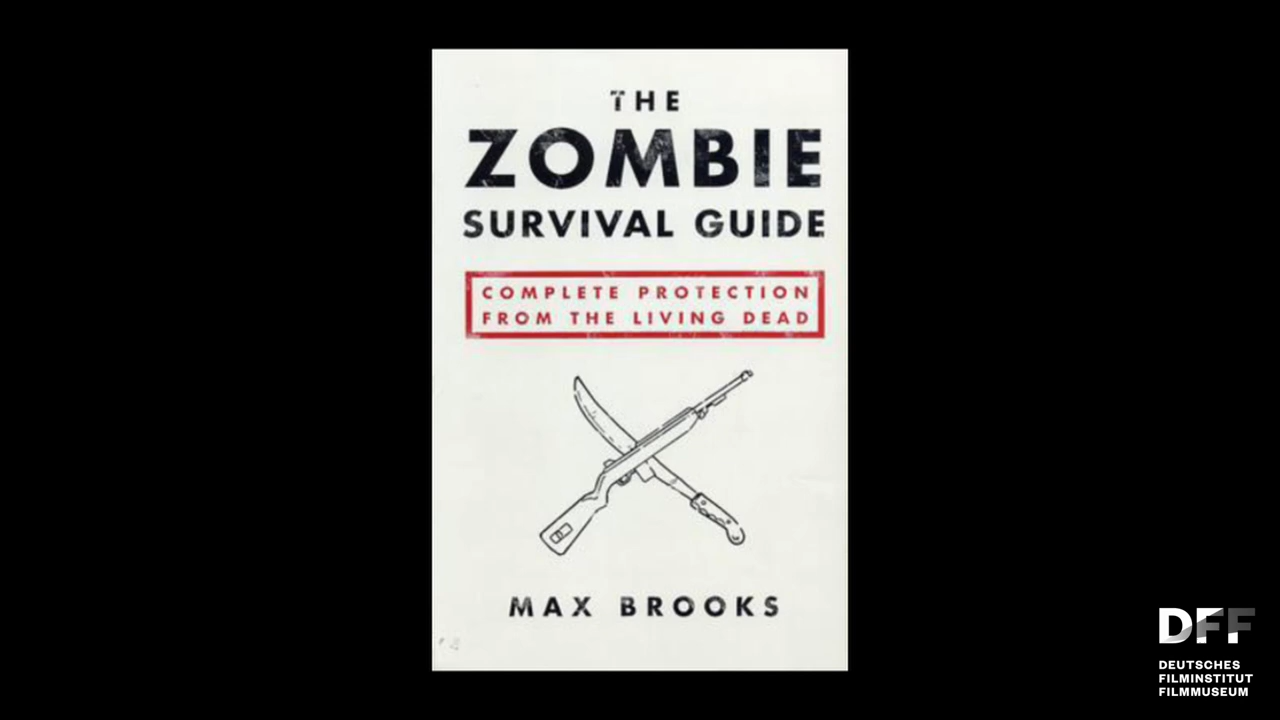 THE
ZOMBIE
SURVIVAL GUIDE
COMPLETE PROTECTION
FROM THE LIVING DEAD
MAX BROOKS
DFF
DEUTSCHES
FILMINSTITUT
FILMMUSEUM